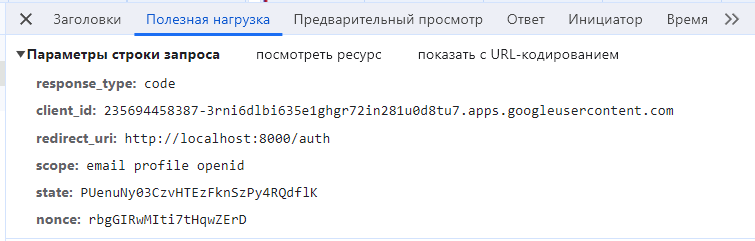 Заголовки Полезная нагрузка Предварительный просмотр Ответ Инициатор Время
Параметры строки запроса посмотреть ресурс показать с URL-кодированием
response_type: code
client_id: 235694458387-3rni6dlbi635e1ghgr72in281u0d8tu7.apps.googleusercontent.com
redirect_uri: http://localhost:8000/auth
scope: email profile openid
state: PUenuNy03CzvHTEzFknSzPy4RQdflK
nonce: rbgGIRwMIti7tHqwZErD